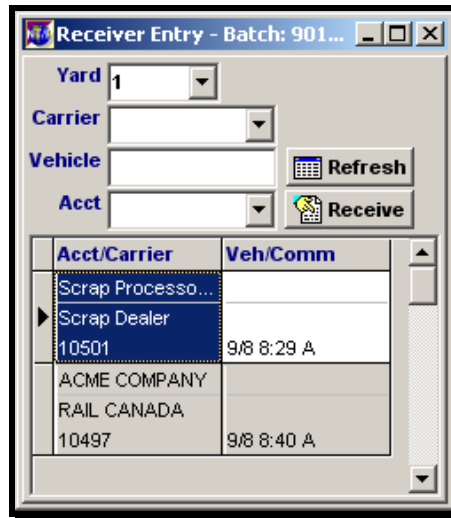 Receiver Entry - Batch: 901...
Yard 1
Carrier
Vehicle
Refresh
Acct
Receive
Acct/Carrier Veh/Comm
Scrap Processo...
Scrap Dealer
10501 9/8 8:29 A
ACME COMPANY
RAIL CANADA
10497 9/8 8:40 A